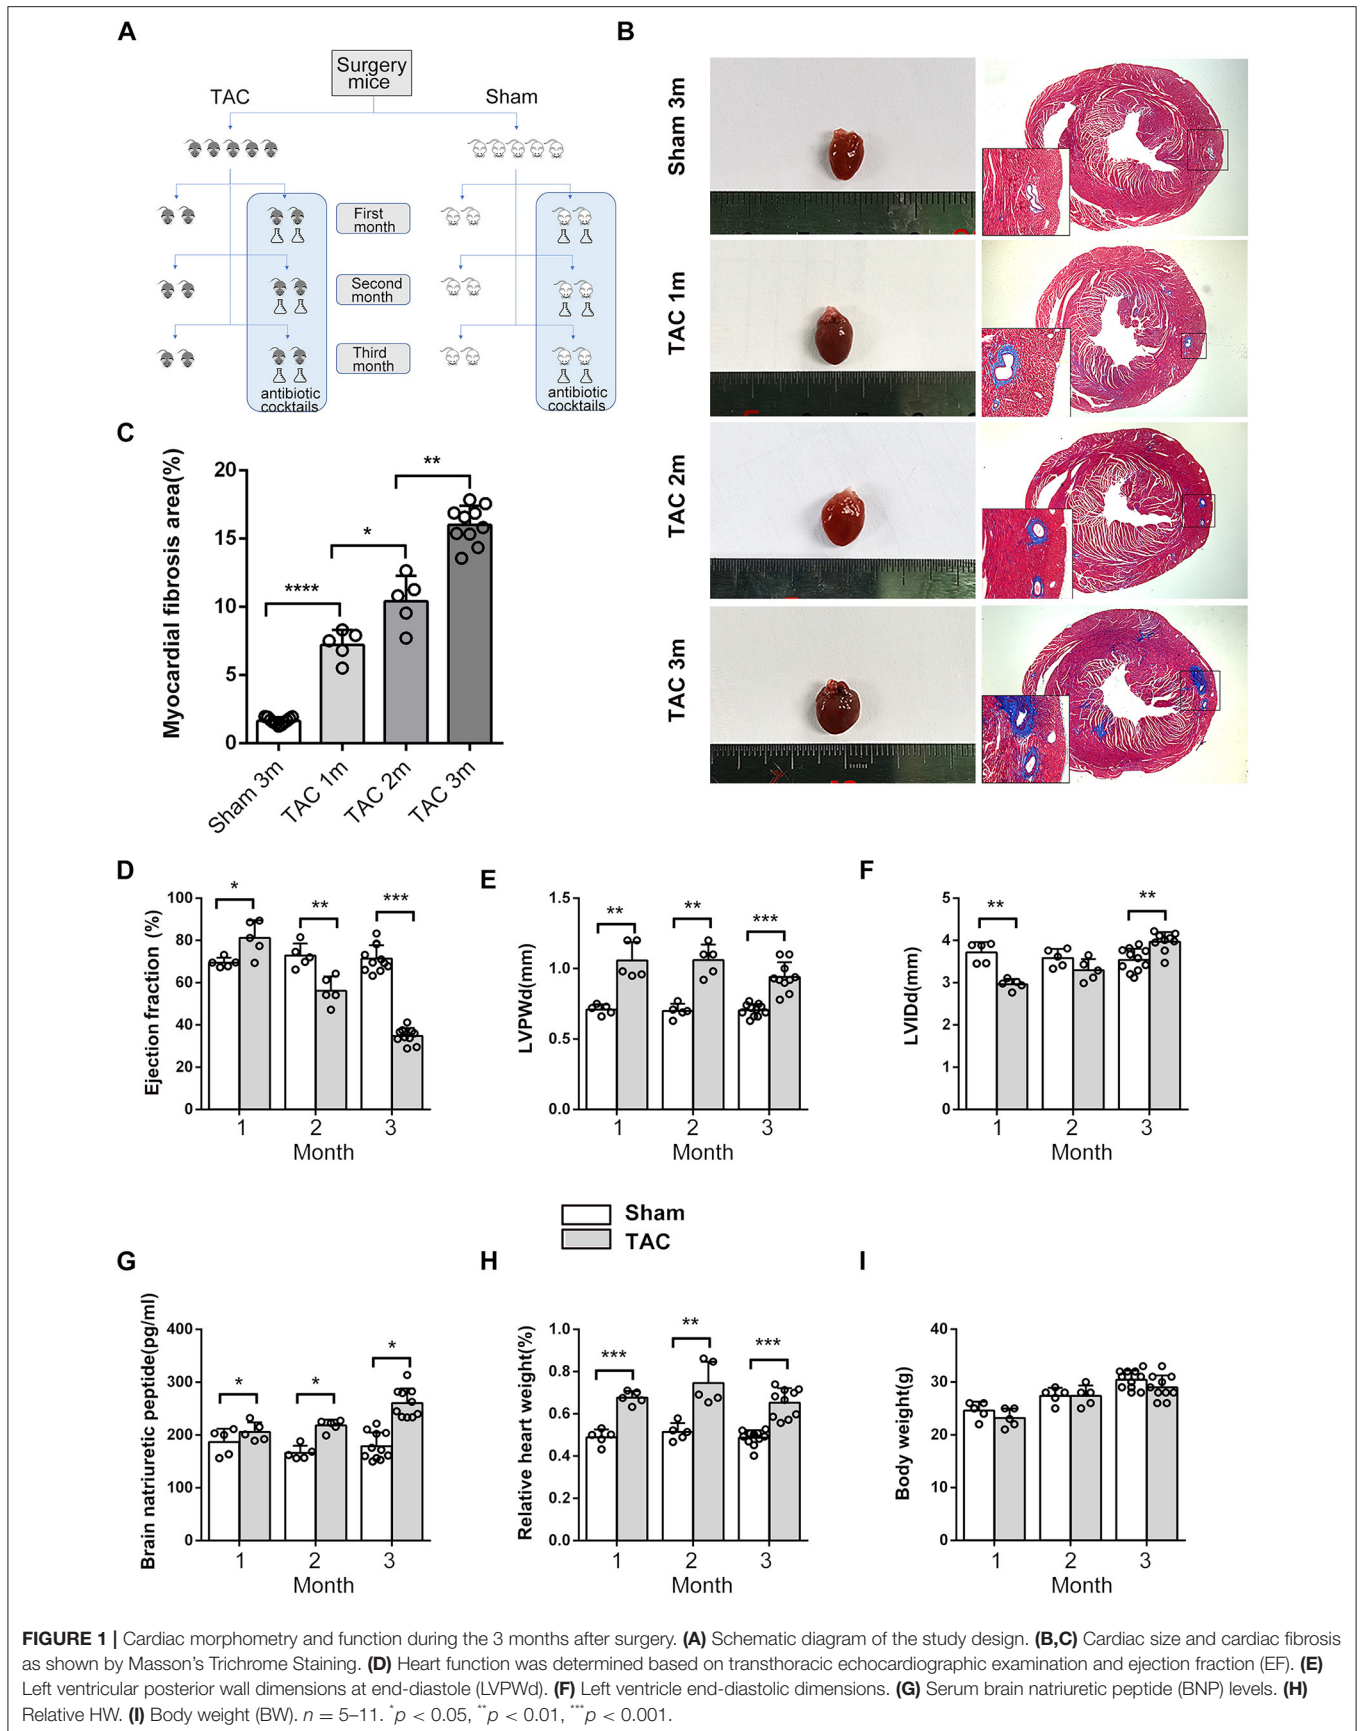 A
Surgery
mice
TAC
Sham
First
month
Second
month
Third
month
antibiotic
cocktails
antibiotic
cocktails
B
Sham 3m
TAC 1m
TAC 2m
TAC 3m
C
Myocardial fibrosis area(%)
20
15
10
5
0
****
*
**
Sham 3m
TAC 1m
TAC 2m
TAC 3m
D
Ejection fraction (%)
100
80
60
40
20
0
*
**
***
1 2 3
Month
E
LVPWd(mm)
1.5
1.0
0.5
0.0
**
**
***
1 2 3
Month
F
LVIDd(mm)
5
4
3
2
1
0
**
**
1 2 3
Month
Sham
TAC
G
Brain natriuretic peptide(pg/ml)
400
300
200
100
0
*
*
*
1 2 3
Month
H
Relative heart weight(%)
1.0
0.8
0.6
0.4
0.2
0.0
***
**
***
1 2 3
Month
I
Body weight(g)
40
30
20
10
0
1 2 3
Month
FIGURE 1 | Cardiac morphometry and function during the 3 months after surgery. (A) Schematic diagram of the study design. (B,C) Cardiac size and cardiac fibrosis
as shown by Masson's Trichrome Staining. (D) Heart function was determined based on transthoracic echocardiographic examination and ejection fraction (EF). (E)
Left ventricular posterior wall dimensions at end-diastole (LVPWd). (F) Left ventricle end-diastolic dimensions. (G) Serum brain natriuretic peptide (BNP) levels. (H)
Relative HW. (I) Body weight (BW). n = 5–11. *p < 0.05, **p < 0.01, ***p < 0.001.